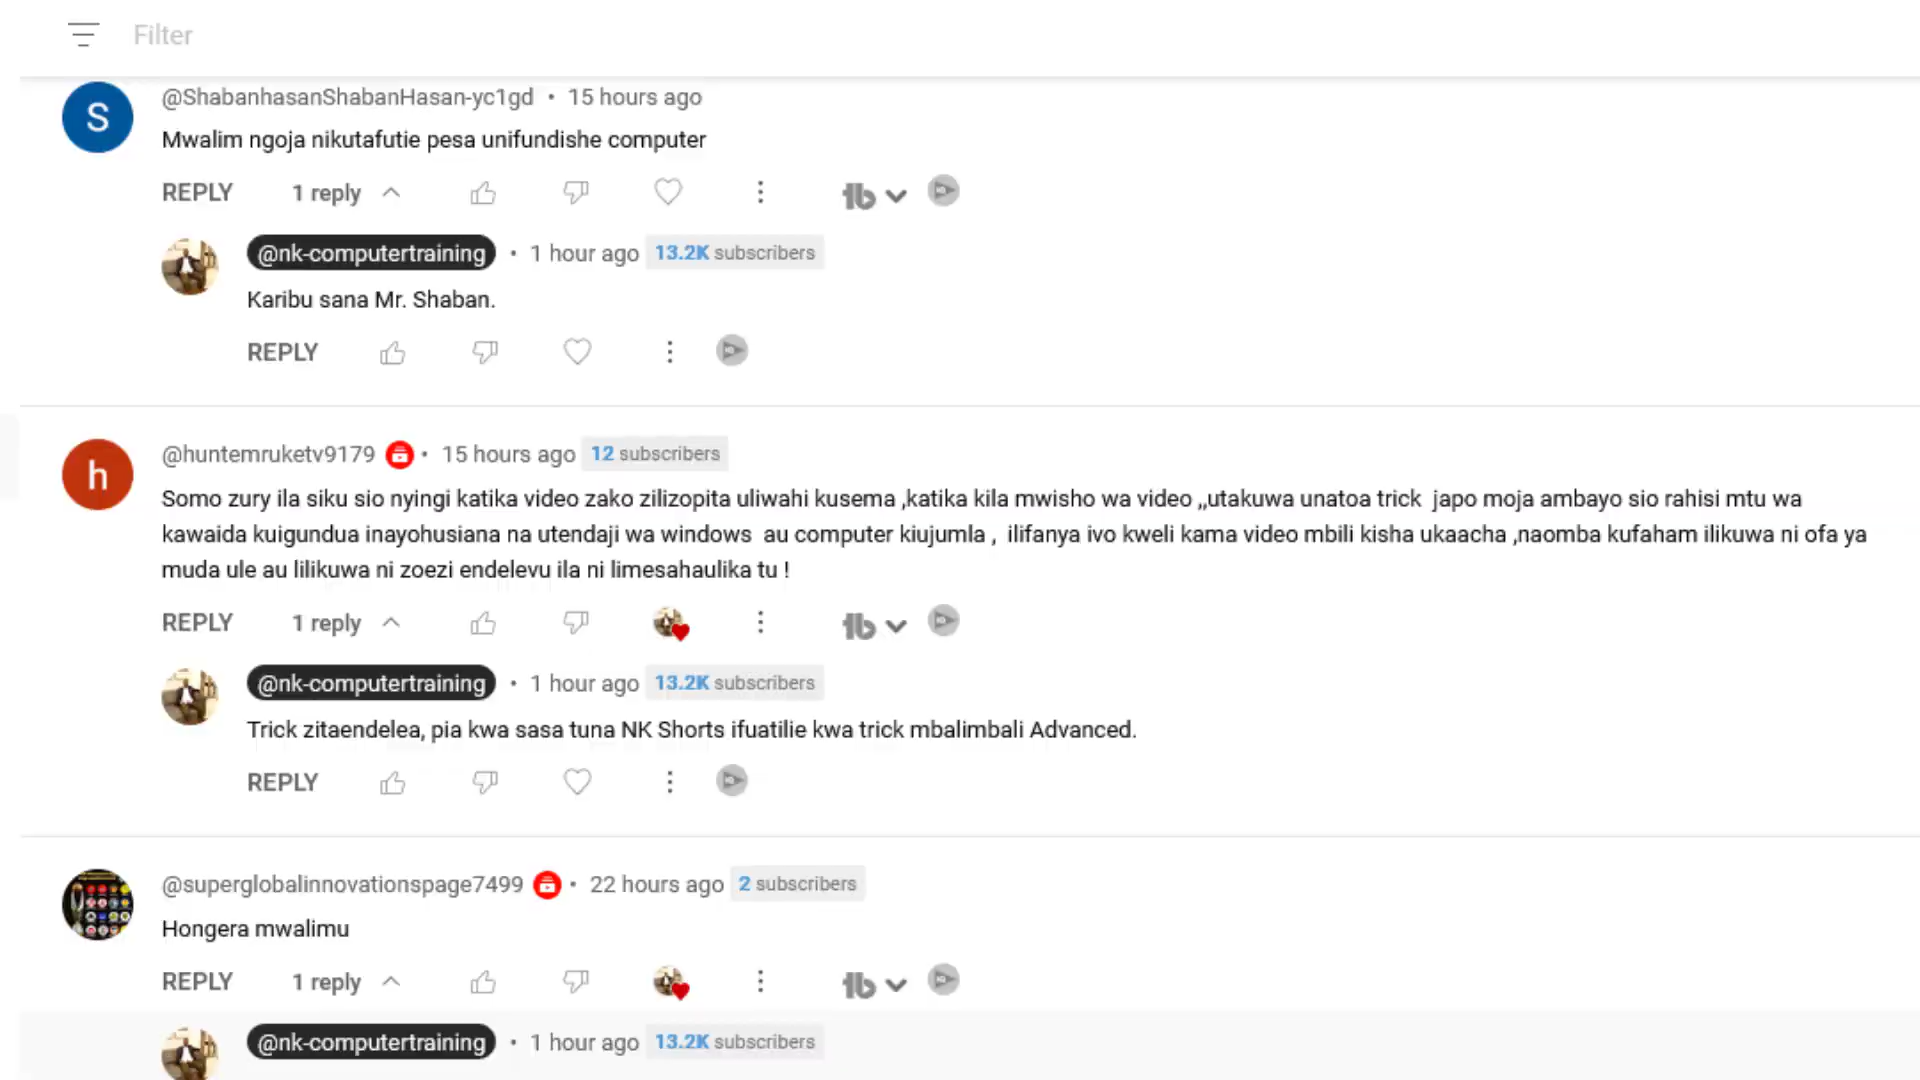 Filter
S
@ShabanhasanShabanHasan-yc1gd • 15 hours ago
Mwalim ngoja nikutafutie pesa unifundishe computer
REPLY 1 reply
@nk-computertraining • 1 hour ago 13.2K subscribers
Karibu sana Mr. Shaban.
REPLY
h
@huntemruketv9179 • 15 hours ago 12 subscribers
Somo zury ila siku sio nyingi katika video zako zilizopita uliwahi kusema ,katika kila mwisho wa video ,,utakuwa unatoa trick japo moja ambayo sio rahisi mtu wa
kawaida kuigundua inayohusiana na utendaji wa windows au computer kiujumla , ilifanya ivo kweli kama video mbili kisha ukaacha ,naomba kufaham ilikuwa ni ofa ya
muda ule au lilikuwa ni zoezi endelevu ila ni limesahaulika tu !
REPLY 1 reply
@nk-computertraining • 1 hour ago 13.2K subscribers
Trick zitaendelea, pia kwa sasa tuna NK Shorts ifuatilie kwa trick mbalimbali Advanced.
REPLY
@superglobalinnovationspage7499 • 22 hours ago 2 subscribers
Hongera mwalimu
REPLY 1 reply
@nk-computertraining • 1 hour ago 13.2K subscribers